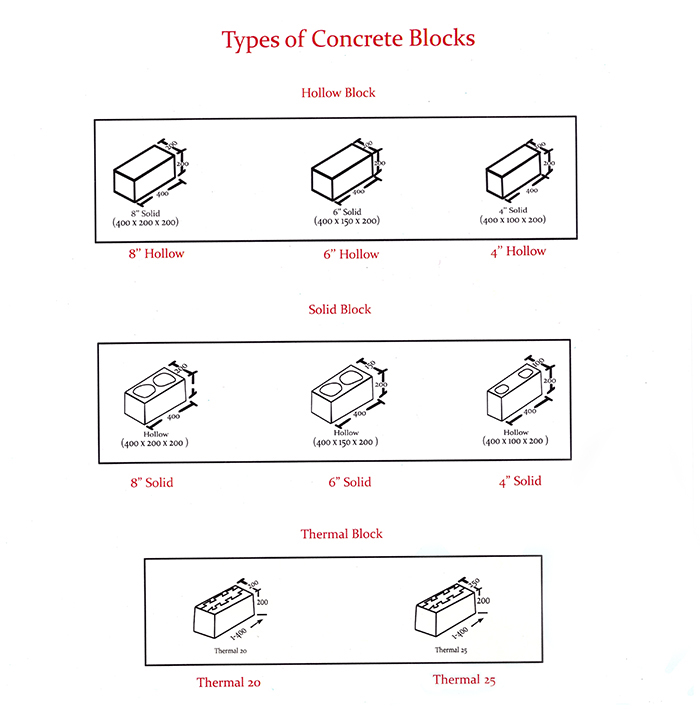 Types of Concrete Blocks
Hollow Block
200
200
400
8" Solid
(400 x 200 x 200)
200
400
6" Solid
(400 x 150 x 200)
200
400
4" Solid
(400 x 100 x 200)
8" Hollow
6" Hollow
4" Hollow
Solid Block
200
400
Hollow
(400 x 200 x 200 )
150
200
400
Hollow
(400 x 150 x 200 )
100
200
400
Hollow
(400 x 100 x 200 )
8" Solid
6" Solid
4" Solid
Thermal Block
200
200
1-400
Thermal 20
250
200
1-400
Thermal 25
Thermal 20
Thermal 25